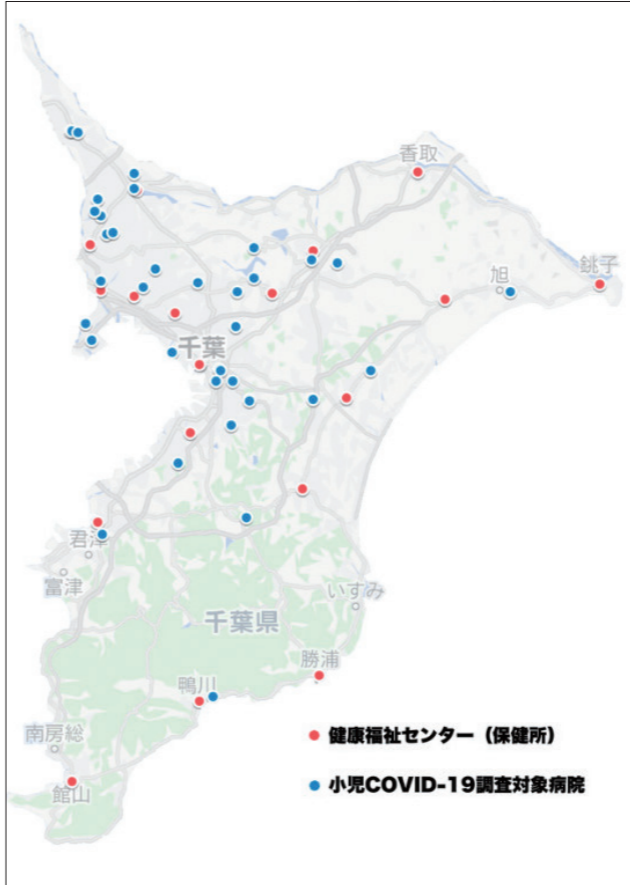 香取
旭
銚子
千葉
君津
富津
いすみ
千葉県
勝浦
鴨川
健康福祉センター（保健所）
南房総
小児COVID-19調査対象病院
館山